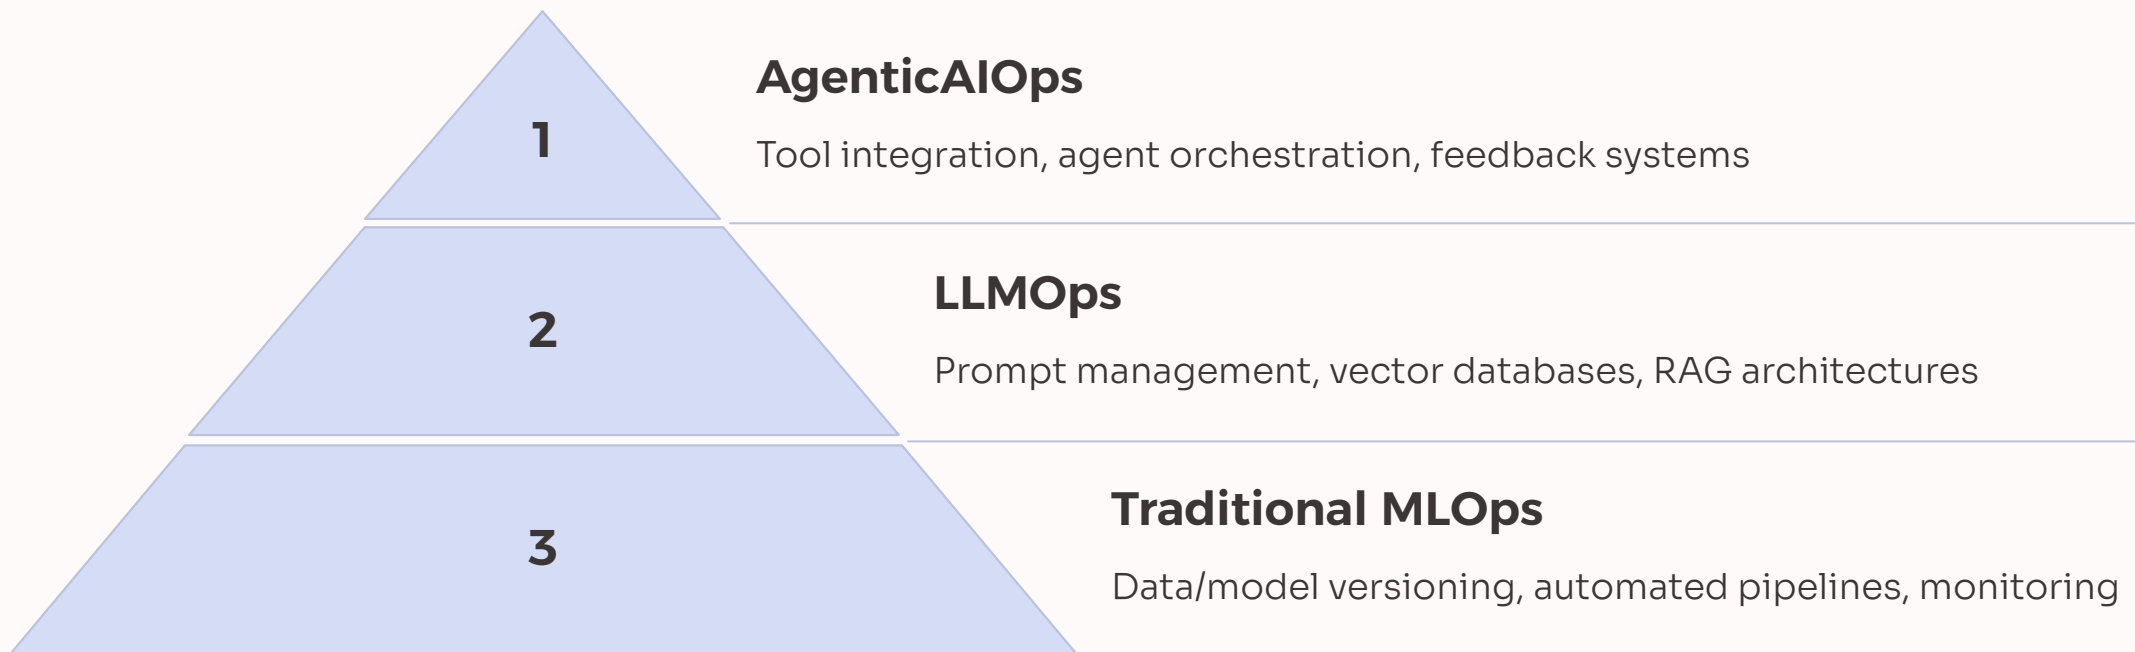 1
AgenticAIOps
Tool integration, agent orchestration, feedback systems
2
LLMOps
Prompt management, vector databases, RAG architectures
3
Traditional MLOps
Data/model versioning, automated pipelines, monitoring